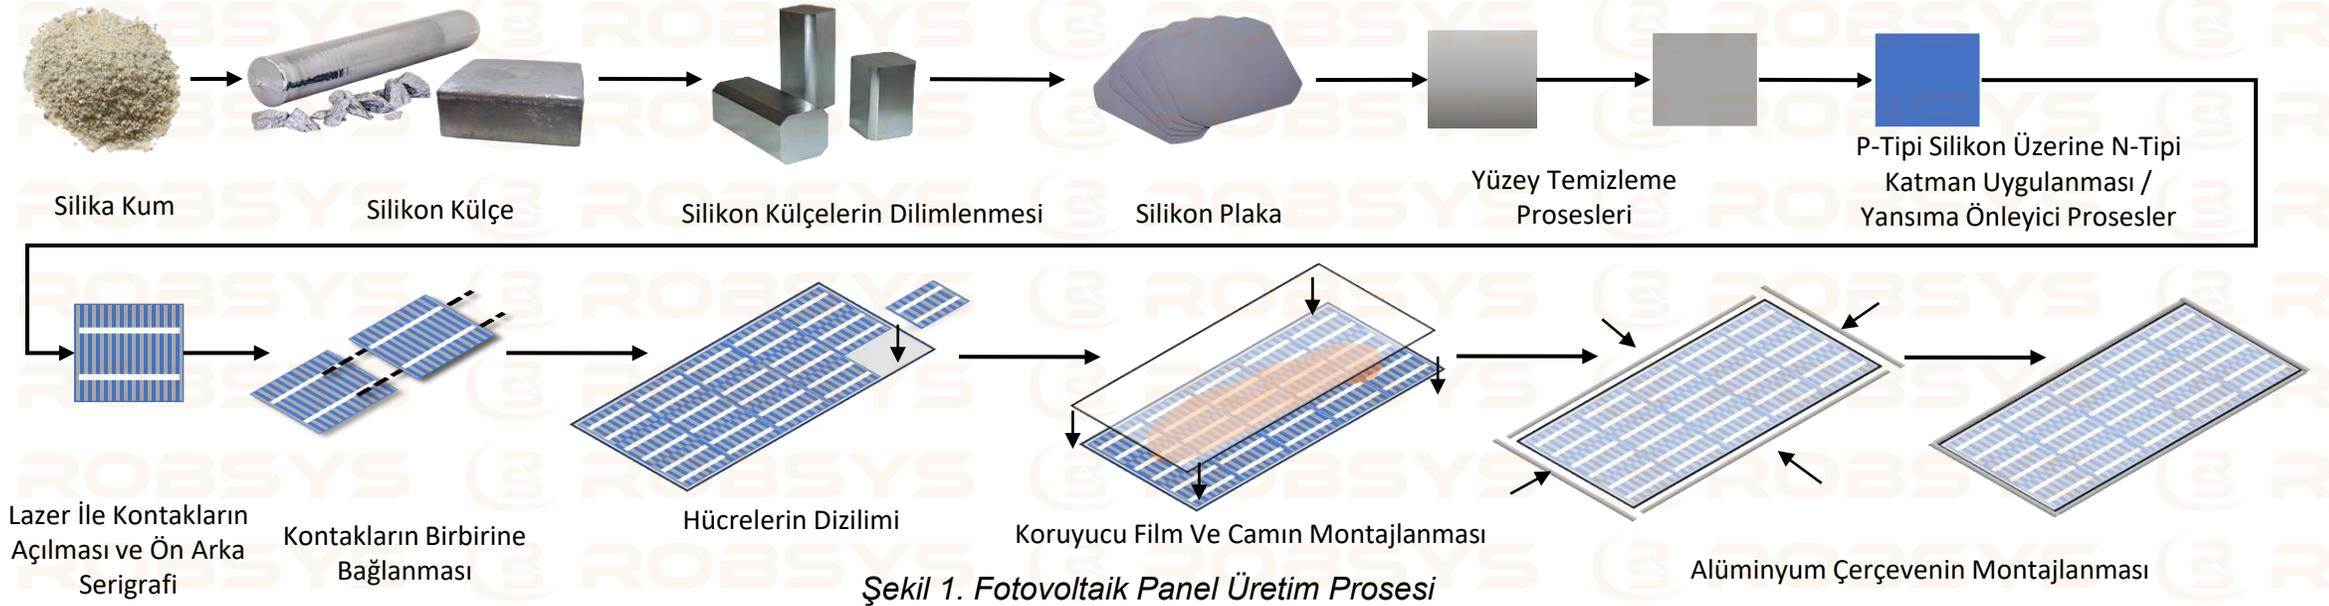 Silika Kum
Silikon Külçe
Silikon Külçelerin Dilimlenmesi
Silikon Plaka
Yüzey Temizleme
Prosesleri
P-Tipi Silikon Üzerine N-Tipi
Katman Uygulanması /
Yansıma Önleyici Prosesler
Lazer İle Kontakların
Açılması ve Ön Arka
Serigrafi
Kontakların Birbirine
Bağlanması
Hücrelerin Dizilimi
Koruyucu Film Ve Camın Montajlanması
Alüminyum Çerçevenin Montajlanması
Şekil 1. Fotovoltaik Panel Üretim Prosesi
ROBSYS